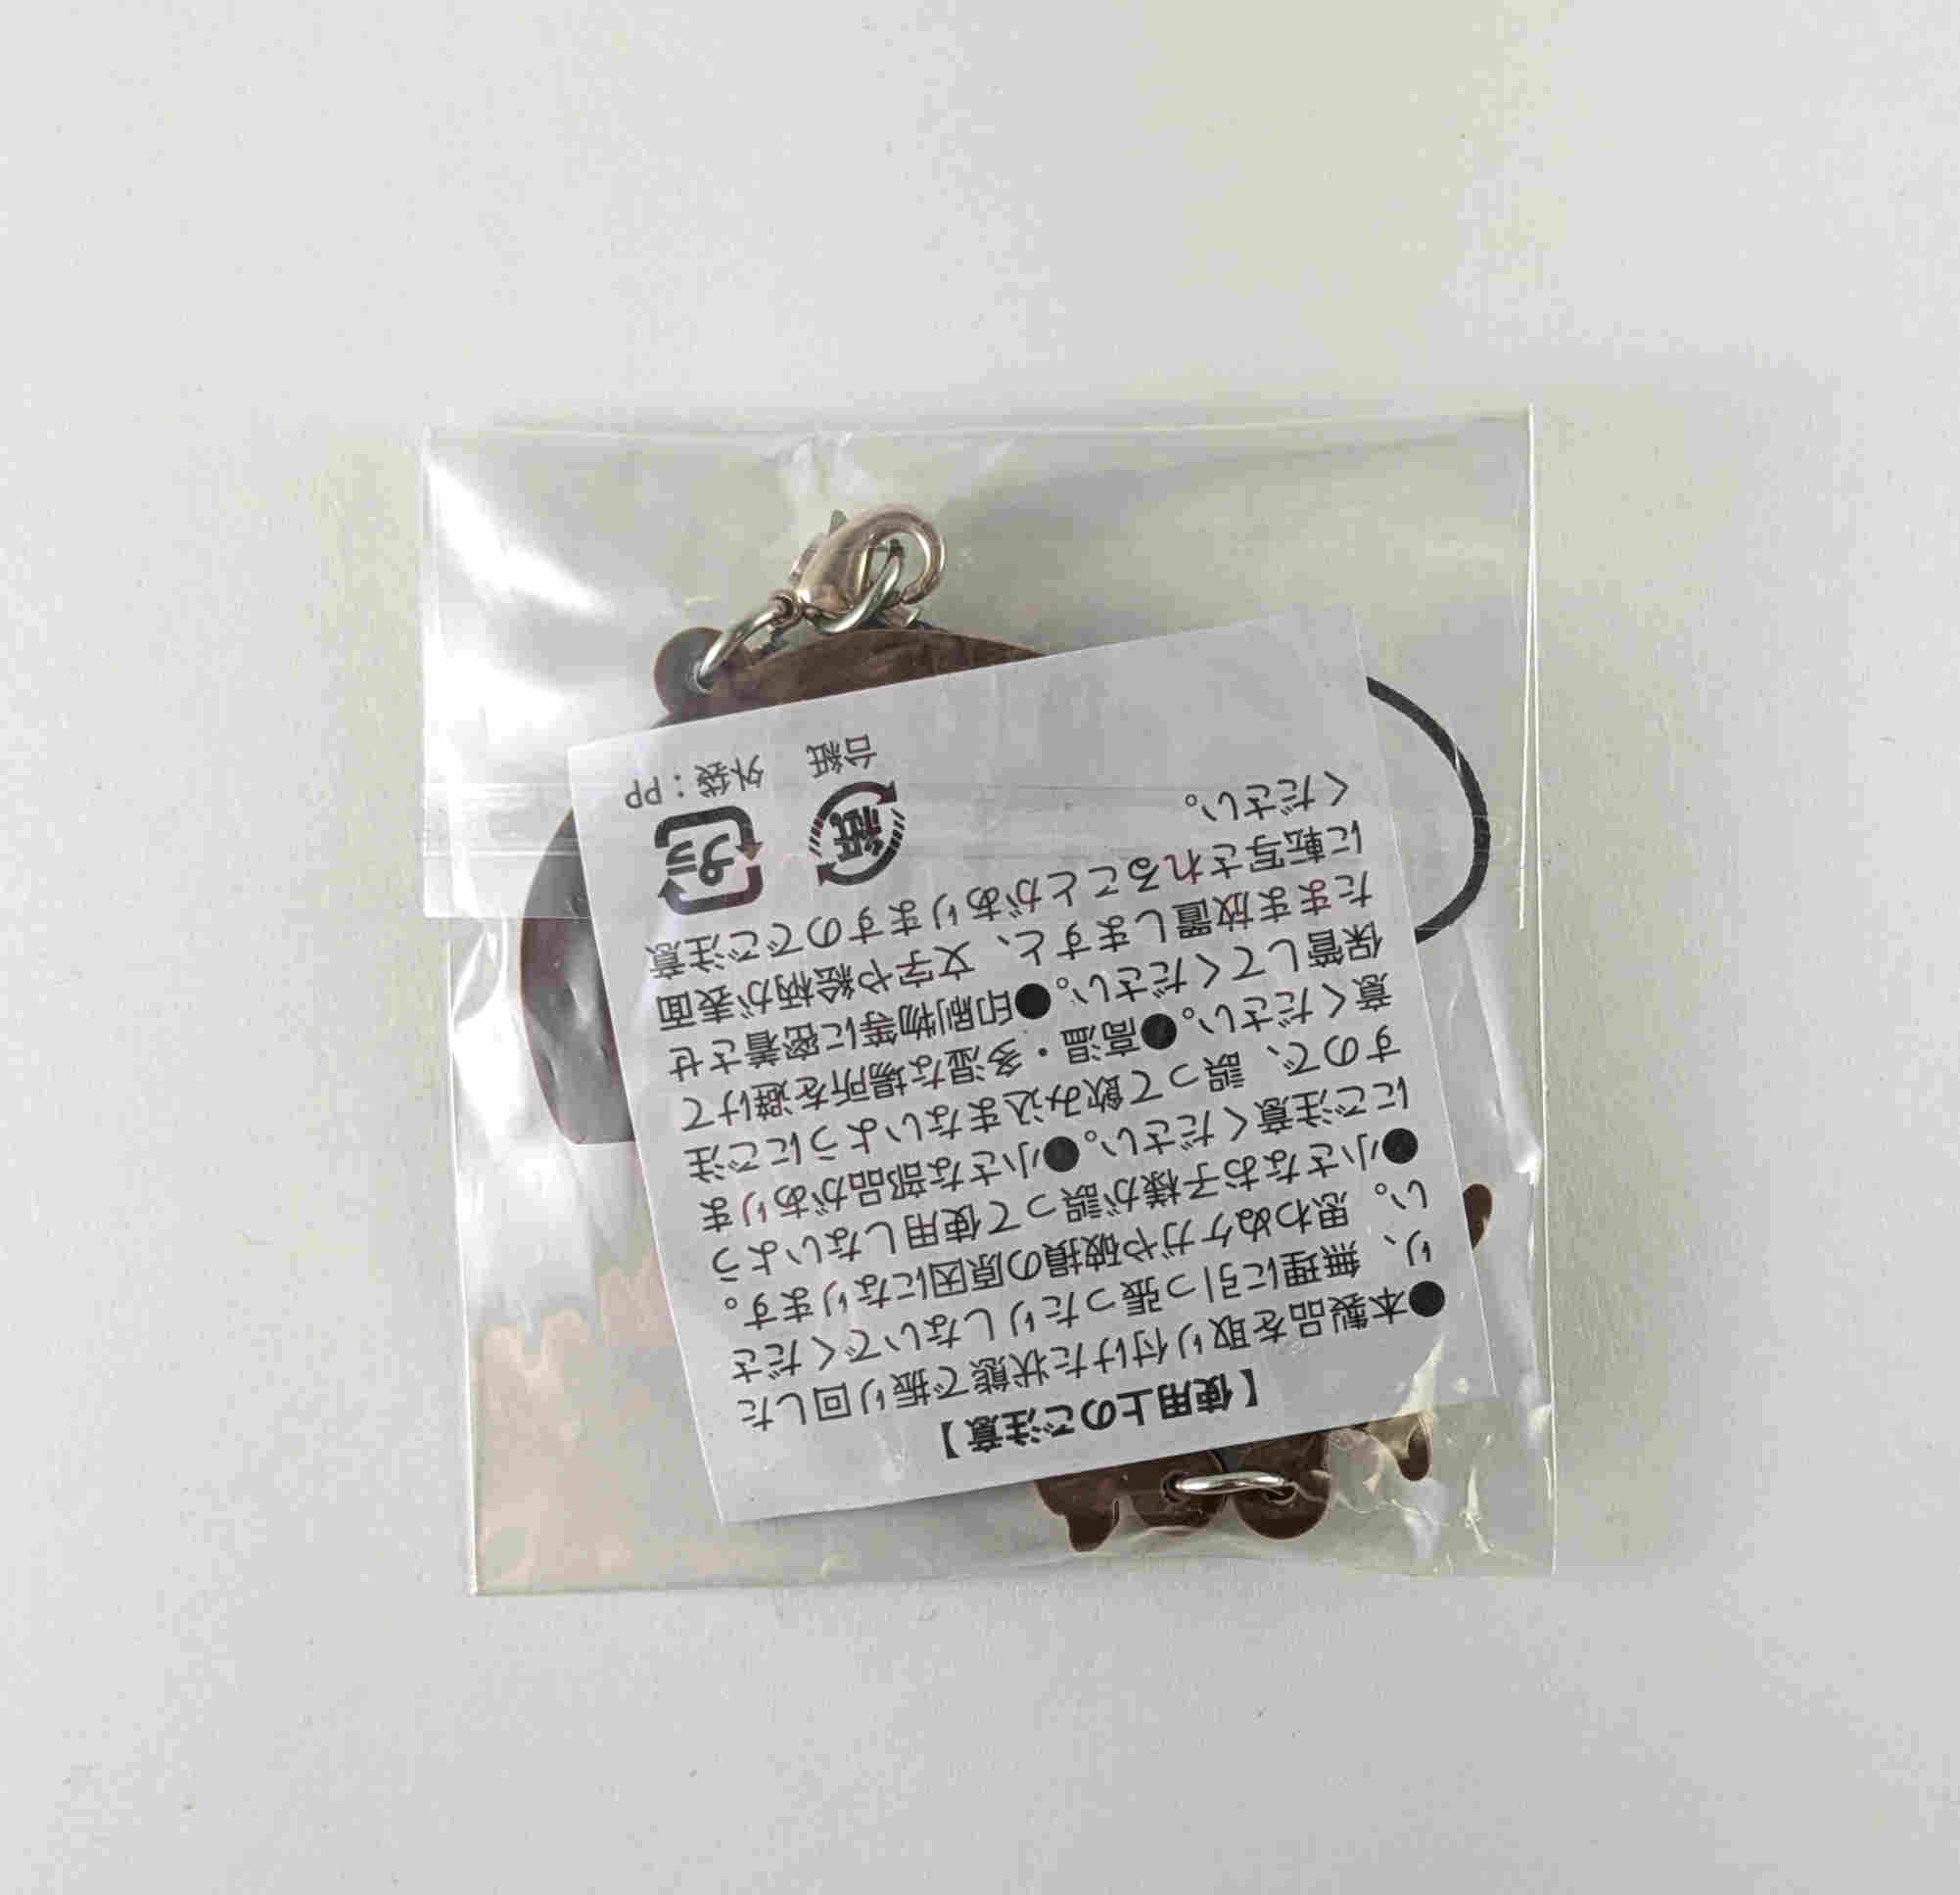 【使用上のご注意】
●本製品を取り付けた状態で振り回した
り、無理に引っ張ったりしないでくださ
い。思わぬケガや破損の原因になります。
●小さなお子様が誤って使用しないよう
にご注意ください。●小さな部品がありま
すので、誤って飲み込まないようにご注
意ください。●高温・多湿な場所を避けて
保管してください。●印刷物等に密着させ
たまま放置しますと、文字や絵柄が表面
に転写されることがありますのでご注意
ください。
紙 プラ
台紙 外袋：PP